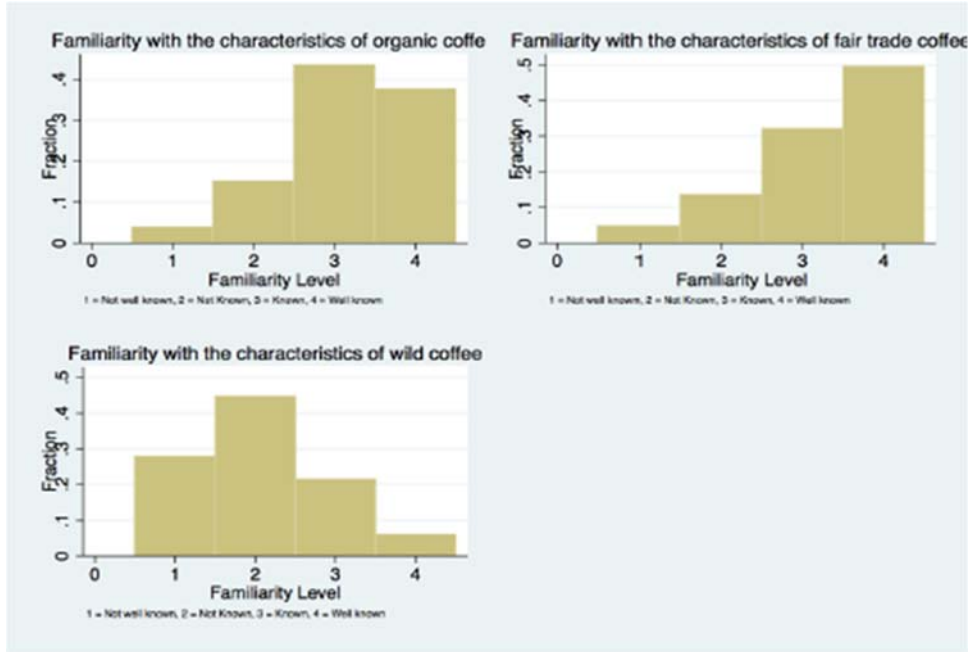 Familiarity with the characteristics of organic coffe
Fraction
0 .1 .2 .3 .4
0 1 2 3 4
Familiarity Level
1 = Not well known, 2 = Not Known, 3 = Known, 4 = Well known
Familiarity with the characteristics of fair trade coffee
Fraction
0 .1 .2 .3 .4 .5
0 1 2 3 4
Familiarity Level
1 = Not well known, 2 = Not Known, 3 = Known, 4 = Well known
Familiarity with the characteristics of wild coffee
Fraction
0 .1 .2 .3 .4 .5
0 1 2 3 4
Familiarity Level
1 = Not well known, 2 = Not Known, 3 = Known, 4 = Well known